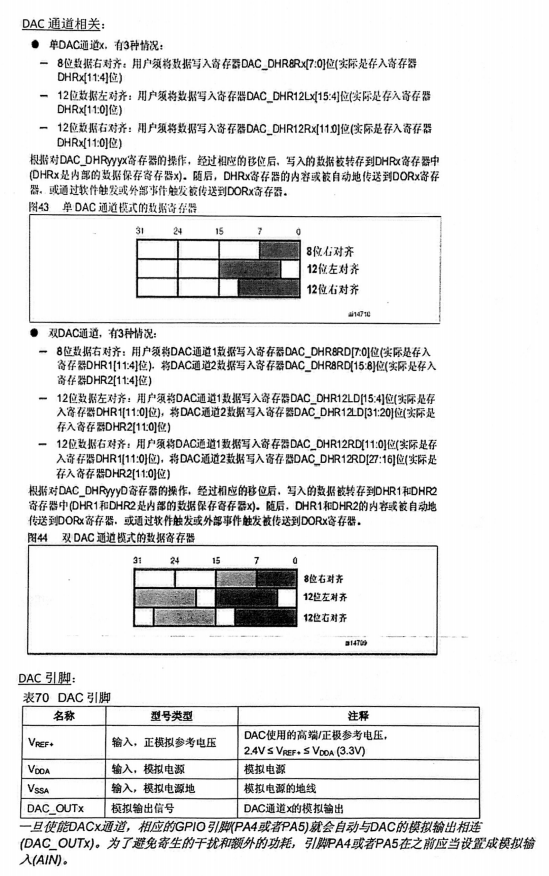 DAC 通道相关：
● 单DAC通道x，有3种情况：
— 8位数据右对齐：用户须将数据写入寄存器DAC_DHR8Rx[7:0]位(实际是存入寄存器
DHRx[11:4]位)
— 12位数据左对齐：用户须将数据写入寄存器DAC_DHR12Lx[15:4]位(实际是存入寄存器
DHRx[11:0]位)
— 12位数据右对齐：用户须将数据写入寄存器DAC_DHR12Rx[11:0]位(实际是存入寄存器
DHRx[11:0]位)
根据对DAC_DHRyyyx寄存器的操作，经过相应的移位后，写入的数据被转存到DHRx寄存器中
(DHRx是内部的数据保存寄存器x)。随后，DHRx寄存器的内容或被自动地传送到DORx寄存
器，或通过软件触发或外部事件触发被传送到DORx寄存器。
图43 单 DAC 通道模式的数据寄存器
31 24 15 7 0
8位右对齐
12位左对齐
12位右对齐
ai14710
● 双DAC通道，有3种情况：
— 8位数据右对齐：用户须将DAC通道1数据写入寄存器DAC_DHR8RD[7:0]位(实际是存入
寄存器DHR1[11:4]位)，将DAC通道2数据写入寄存器DAC_DHR8RD[15:8]位(实际是存入
寄存器DHR2[11:4]位)
— 12位数据左对齐：用户须将DAC通道1数据写入寄存器DAC_DHR12LD[15:4]位(实际是存
入寄存器DHR1[11:0]位)，将DAC通道2数据写入寄存器DAC_DHR12LD[31:20]位(实际是
存入寄存器DHR2[11:0]位)
— 12位数据右对齐：用户须将DAC通道1数据写入寄存器DAC_DHR12RD[11:0]位(实际是存
入寄存器DHR1[11:0]位)，将DAC通道2数据写入寄存器DAC_DHR12RD[27:16]位(实际是
存入寄存器DHR2[11:0]位)
根据对DAC_DHRyyyD寄存器的操作，经过相应的移位后，写入的数据被转存到DHR1和DHR2
寄存器中(DHR1和DHR2是内部的数据保存寄存器x)。随后，DHR1和DHR2的内容或被自动地
传送到DORx寄存器，或通过软件触发或外部事件触发被传送到DORx寄存器。
图44 双 DAC 通道模式的数据寄存器
31 24 15 7 0
8位右对齐
12位左对齐
12位右对齐
ai14709
DAC 引脚：
表70 DAC 引脚
名称 型号类型 注释
VREF+ 输入，正模拟参考电压 DAC使用的高端/正极参考电压，
2.4V ≤ VREF+ ≤ VDDA (3.3V)
VDDA 输入，模拟电源 模拟电源
VSSA 输入，模拟电源地 模拟电源的地线
DAC_OUTx 模拟输出信号 DAC通道x的模拟输出
一旦使能DACx通道，相应的GPIO引脚(PA4或者PA5)就会自动与DAC的模拟输出相连
(DAC_OUTx)。为了避免寄生的干扰和额外的功耗，引脚PA4或者PA5在之前应当设置成模拟输
入(AIN)。